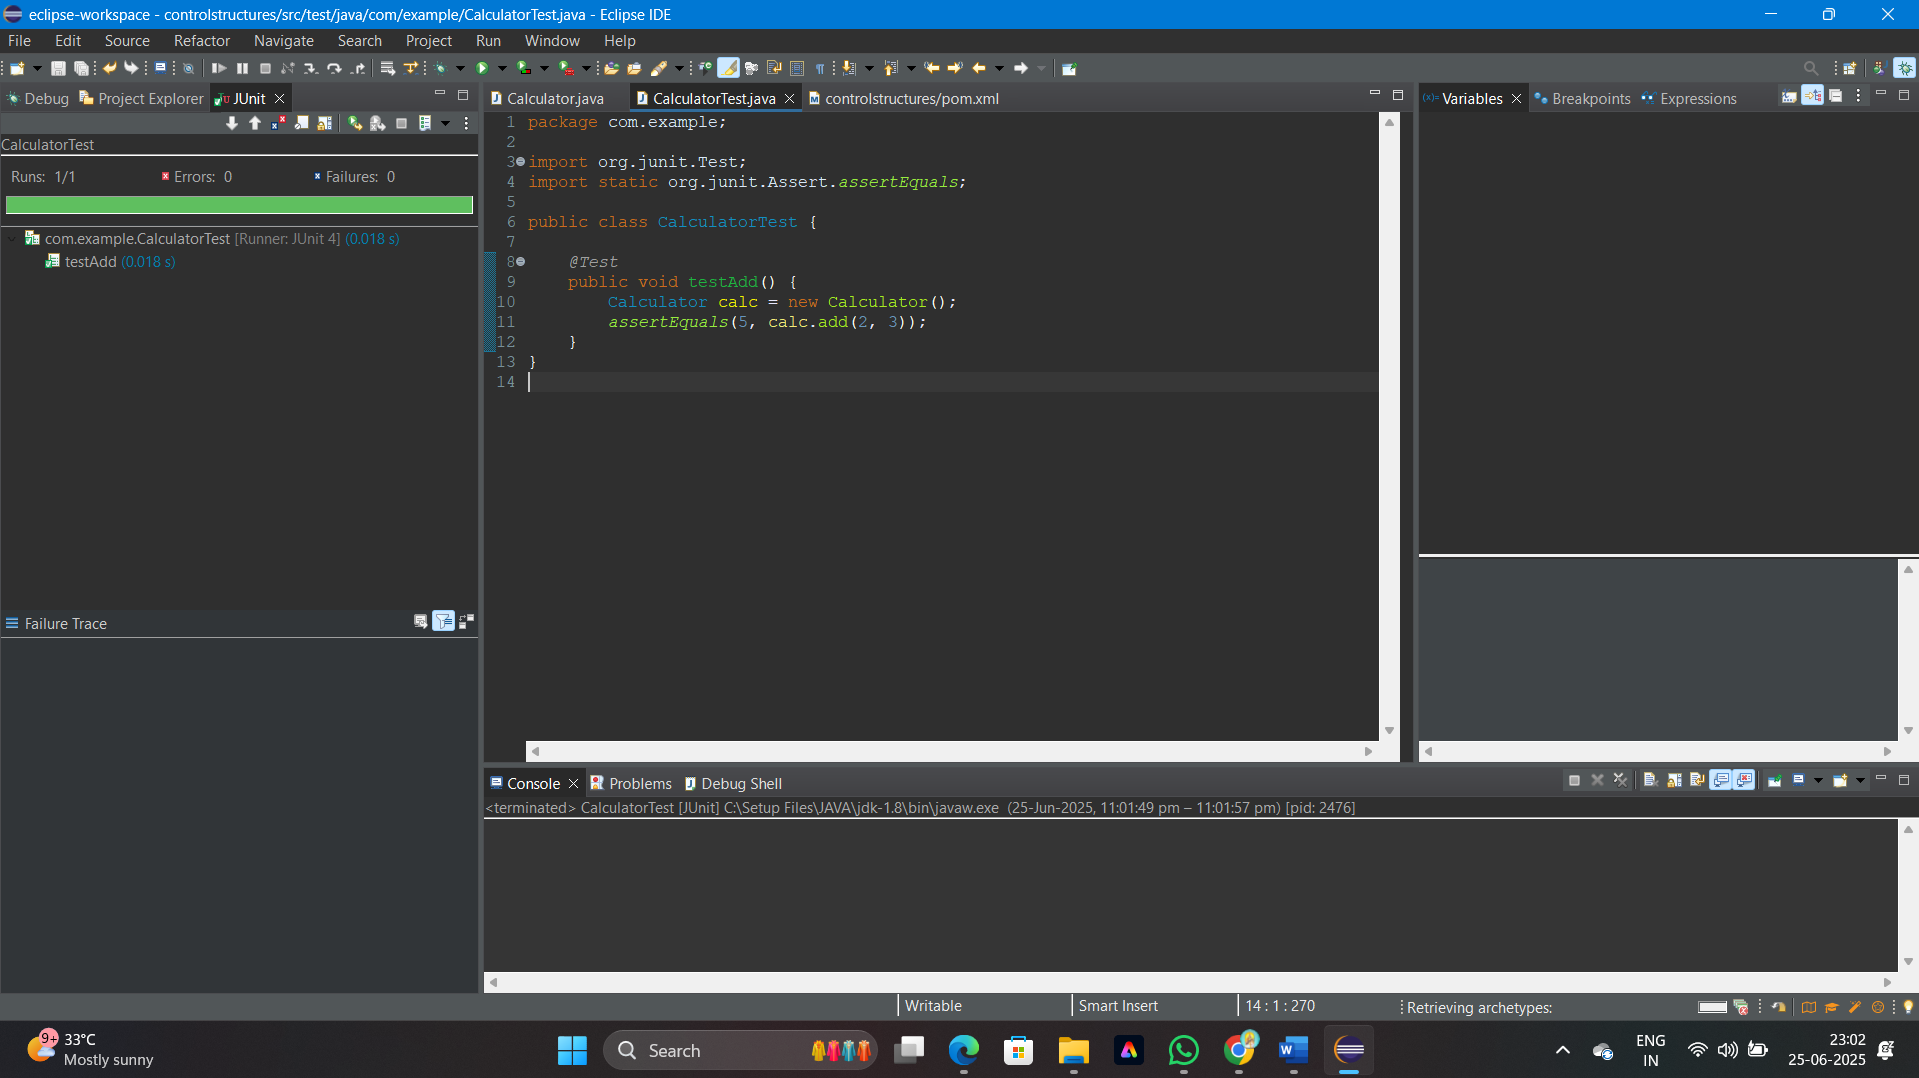 eclipse-workspace - controlstructures/src/test/java/com/example/CalculatorTest.java - Eclipse IDE
File Edit Source Refactor Navigate Search Project Run Window Help
Debug Project Explorer JUnit
CalculatorTest
Runs: 1/1 Errors: 0 Failures: 0
com.example.CalculatorTest [Runner: JUnit 4] (0.018 s)
testAdd (0.018 s)
Failure Trace
Calculator.java CalculatorTest.java controlstructures/pom.xml
1 package com.example;
2
3 import org.junit.Test;
4 import static org.junit.Assert.assertEquals;
5
6 public class CalculatorTest {
7
8 @Test
9 public void testAdd() {
10 Calculator calc = new Calculator();
11 assertEquals(5, calc.add(2, 3));
12 }
13 }
14
Variables Breakpoints Expressions
Console Problems Debug Shell
<terminated> CalculatorTest [JUnit] C:\Setup Files\JAVA\jdk-1.8\bin\javaw.exe (25-Jun-2025, 11:01:49 pm – 11:01:57 pm) [pid: 2476]
Writable Smart Insert 14 : 1 : 270 Retrieving archetypes:
9+ 33°C
Mostly sunny
Search
ENG
IN
23:02
25-06-2025